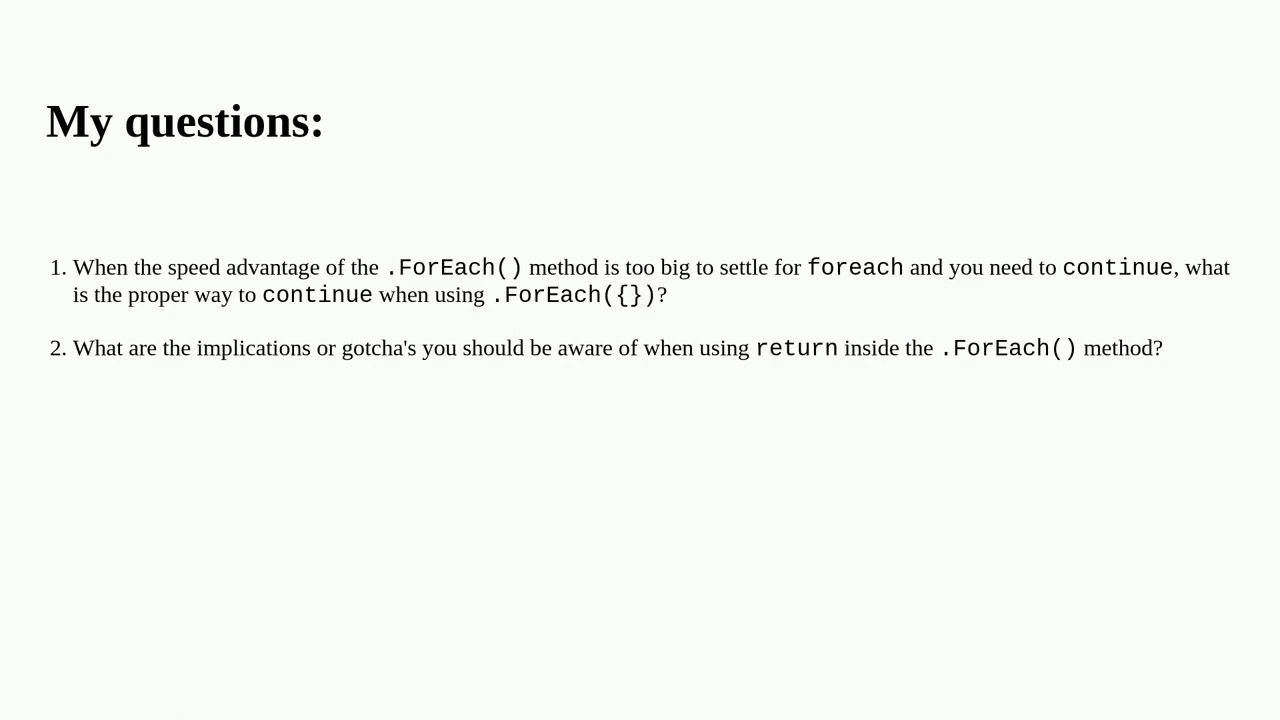 My questions:
1. When the speed advantage of the .ForEach() method is too big to settle for foreach and you need to continue, what
is the proper way to continue when using .ForEach({})?
2. What are the implications or gotcha's you should be aware of when using return inside the .ForEach() method?